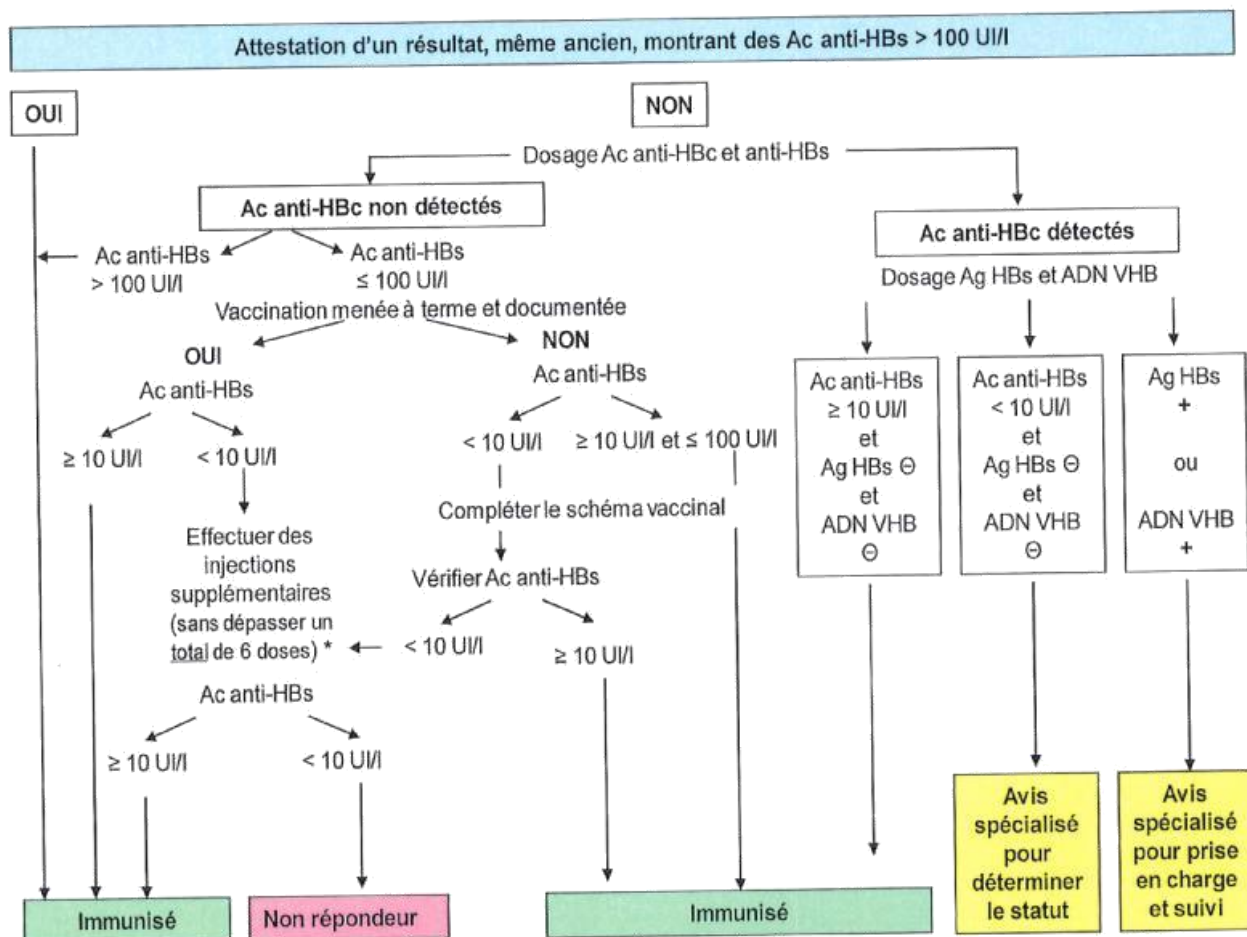 Attestation d'un résultat, même ancien, montrant des Ac anti-HBs > 100 UI/l
OUI
NON
Dosage Ac anti-HBc et anti-HBs
Ac anti-HBc non détectés
Ac anti-HBc détectés
Ac anti-HBs
> 100 UI/l
Ac anti-HBs
≤ 100 UI/l
Dosage Ag HBs et ADN VHB
Vaccination menée à terme et documentée
OUI
NON
Ac anti-HBs
Ac anti-HBs
≥ 10 UI/l
< 10 UI/l
< 10 UI/l
≥ 10 UI/l et ≤ 100 UI/l
Compléter le schéma vaccinal
Effectuer des
injections
supplémentaires
(sans dépasser un
total de 6 doses) *
Vérifier Ac anti-HBs
< 10 UI/l
≥ 10 UI/l
Ac anti-HBs
≥ 10 UI/l
< 10 UI/l
Ac anti-HBs
≥ 10 UI/l
et
Ag HBs ⊖
et
ADN VHB
⊖
Ac anti-HBs
< 10 UI/l
et
Ag HBs ⊖
et
ADN VHB
⊖
Ag HBs
+
ou
ADN VHB
+
Immunisé
Non répondeur
Immunisé
Avis
spécialisé
pour
déterminer
le statut
Avis
spécialisé
pour prise
en charge
et suivi